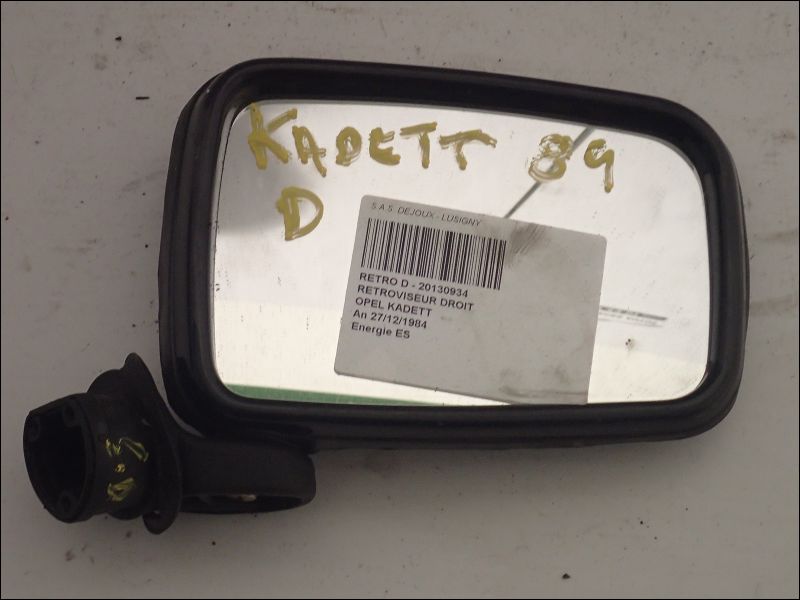 KADETT 89
D
S.A.S. DEJOUX - LUSIGNY
RETRO D - 20130934
RETROVISEUR DROIT
OPEL KADETT
An 27/12/1984
Energie ES